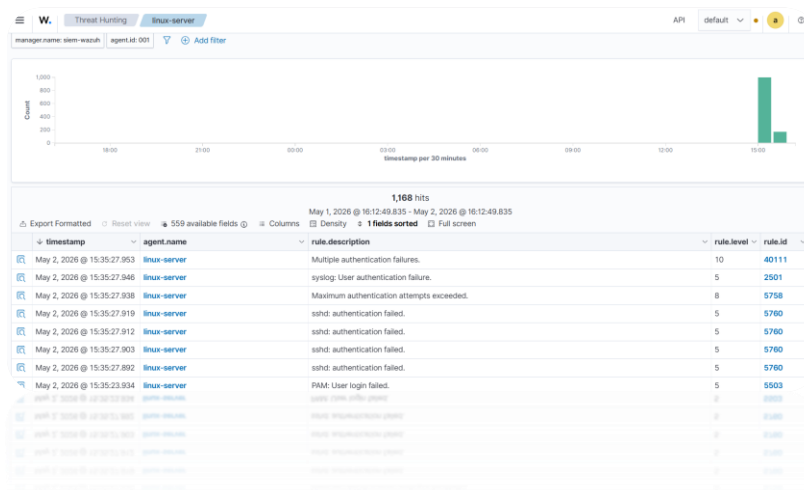 W. Threat Hunting linux-server API default a
manager.name: siem-wazuh agent.id: 001 Add filter
1,000
800
600
400
200
0
Count
18:00 21:00 00:00 03:00 06:00 09:00 12:00 15:00
timestamp per 30 minutes
1,168 hits
May 1, 2026 @ 16:12:49.835 - May 2, 2026 @ 16:12:49.835
Export Formatted Reset view 559 available fields Columns Density 1 fields sorted Full screen
timestamp agent.name rule.description rule.level rule.id
May 2, 2026 @ 15:35:27.953 linux-server Multiple authentication failures. 10 40111
May 2, 2026 @ 15:35:27.946 linux-server syslog: User authentication failure. 5 2501
May 2, 2026 @ 15:35:27.938 linux-server Maximum authentication attempts exceeded. 8 5758
May 2, 2026 @ 15:35:27.919 linux-server sshd: authentication failed. 5 5760
May 2, 2026 @ 15:35:27.912 linux-server sshd: authentication failed. 5 5760
May 2, 2026 @ 15:35:27.903 linux-server sshd: authentication failed. 5 5760
May 2, 2026 @ 15:35:27.892 linux-server sshd: authentication failed. 5 5760
May 2, 2026 @ 15:35:23.934 linux-server PAM: User login failed. 5 5503